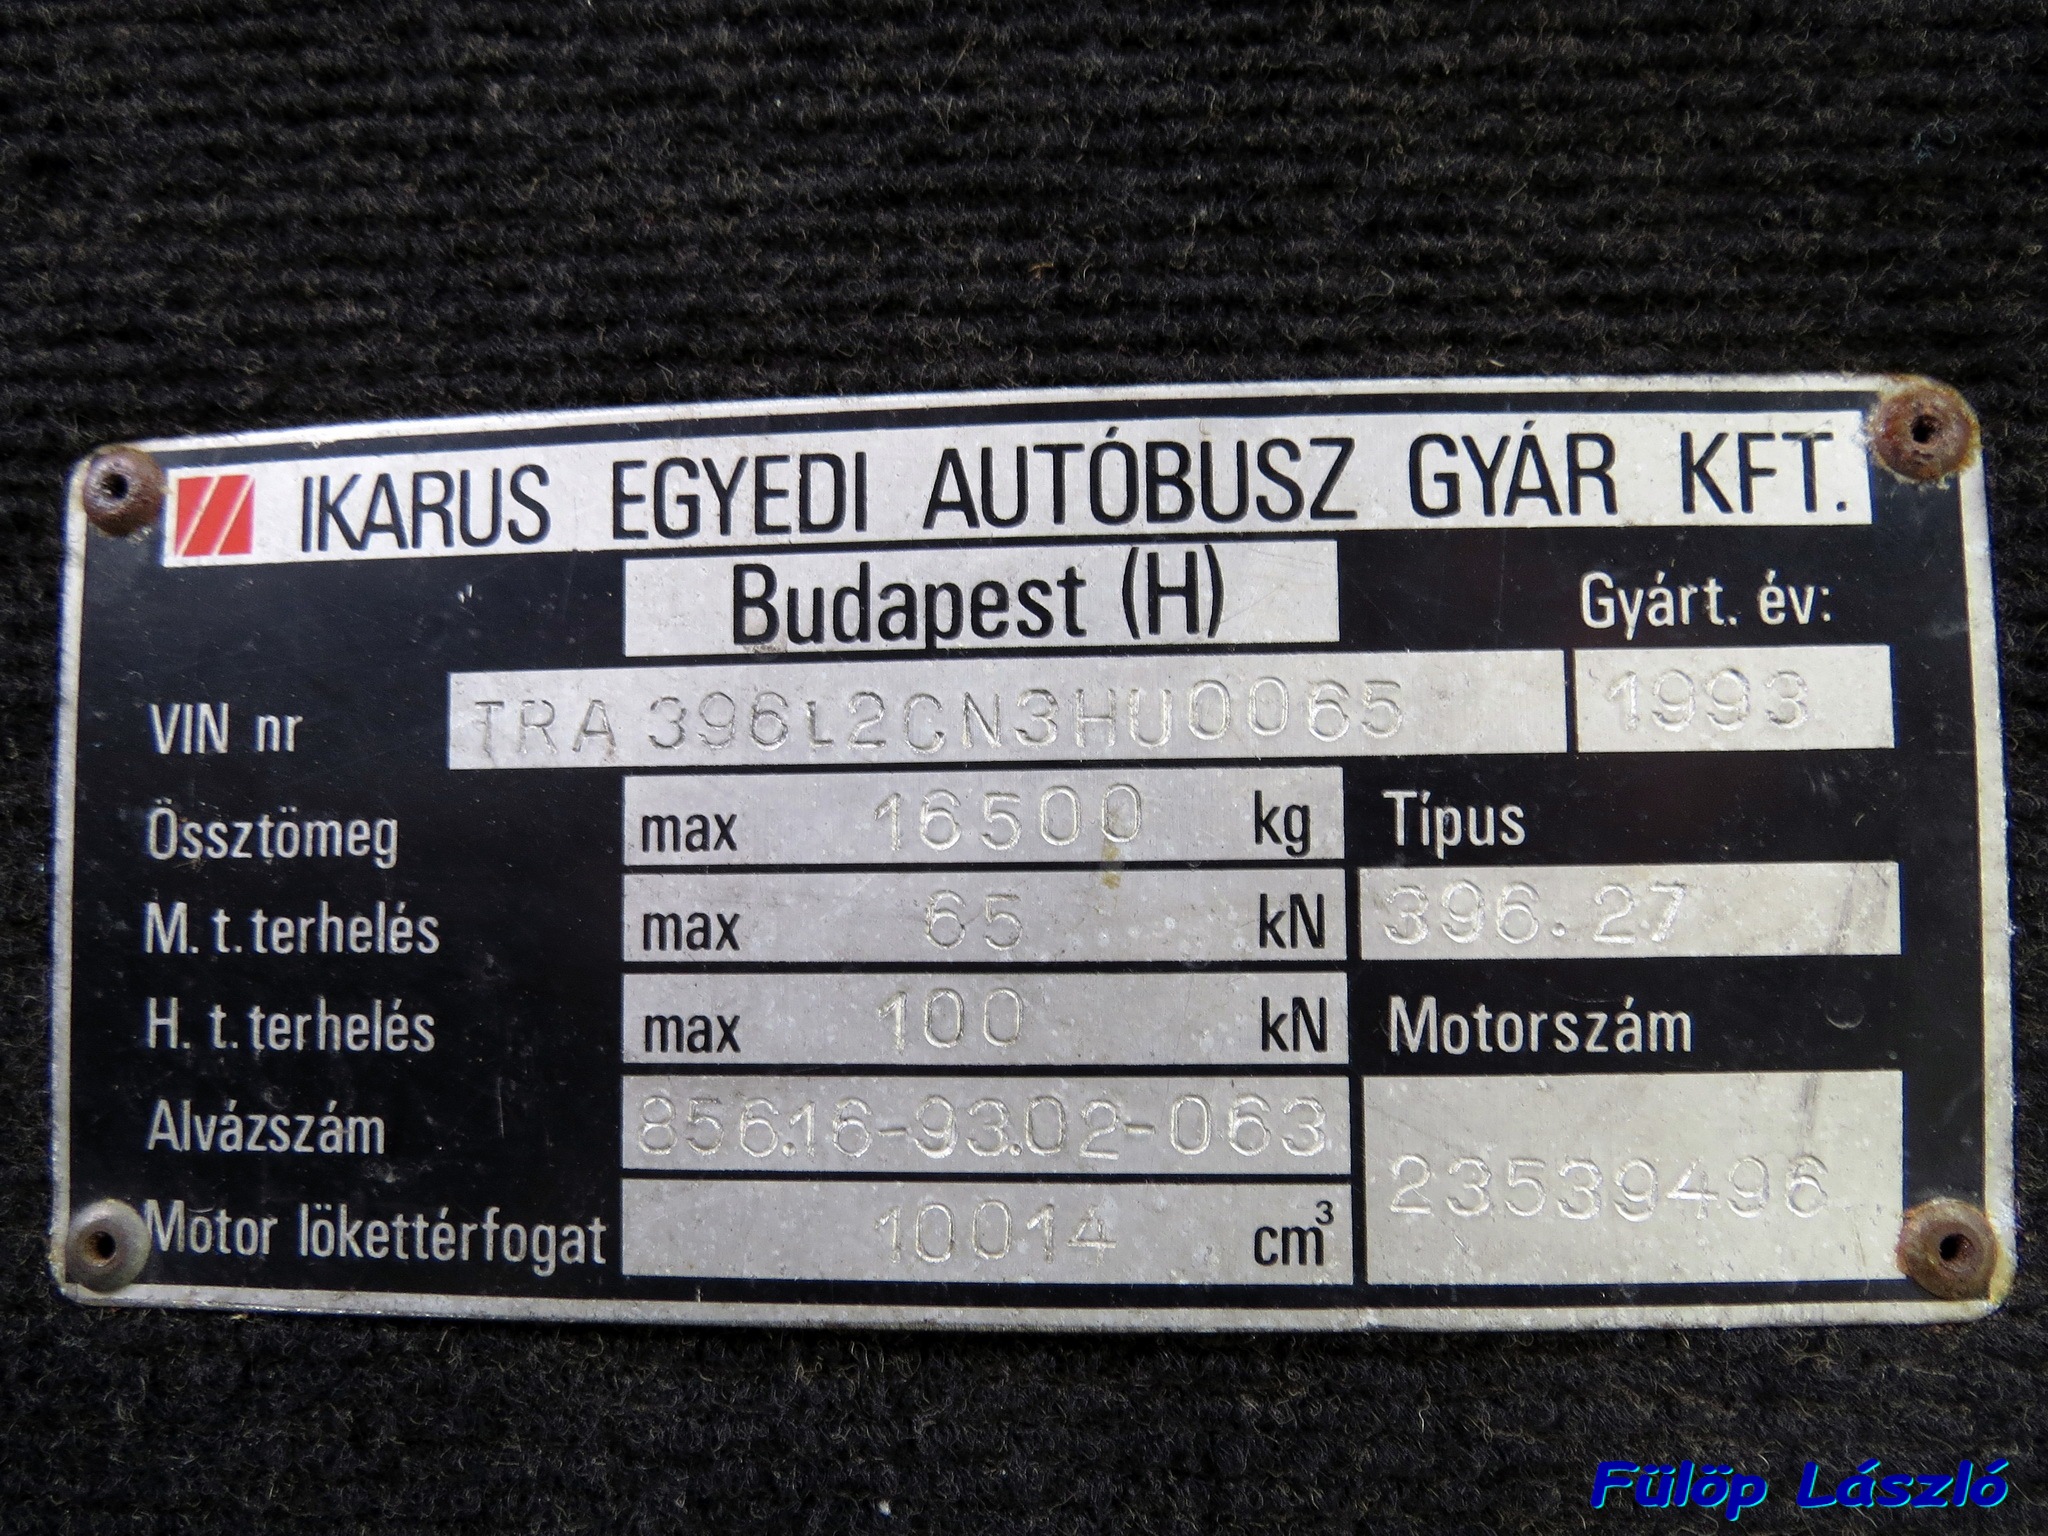 IKARUS EGYEDI AUTÓBUSZ GYÁR KFT.
Budapest (H)
Gyárt. év:
VIN nr TRA396L2CN3HU0065 1993
Össztömeg max 16500 kg Típus
M. t. terhelés max 65 kN 396.27
H. t. terhelés max 100 kN Motorszám
Alvázszám 856.16-93.02-063
23539496
Motor lökettérfogat 10014 cm³
Fülöp László